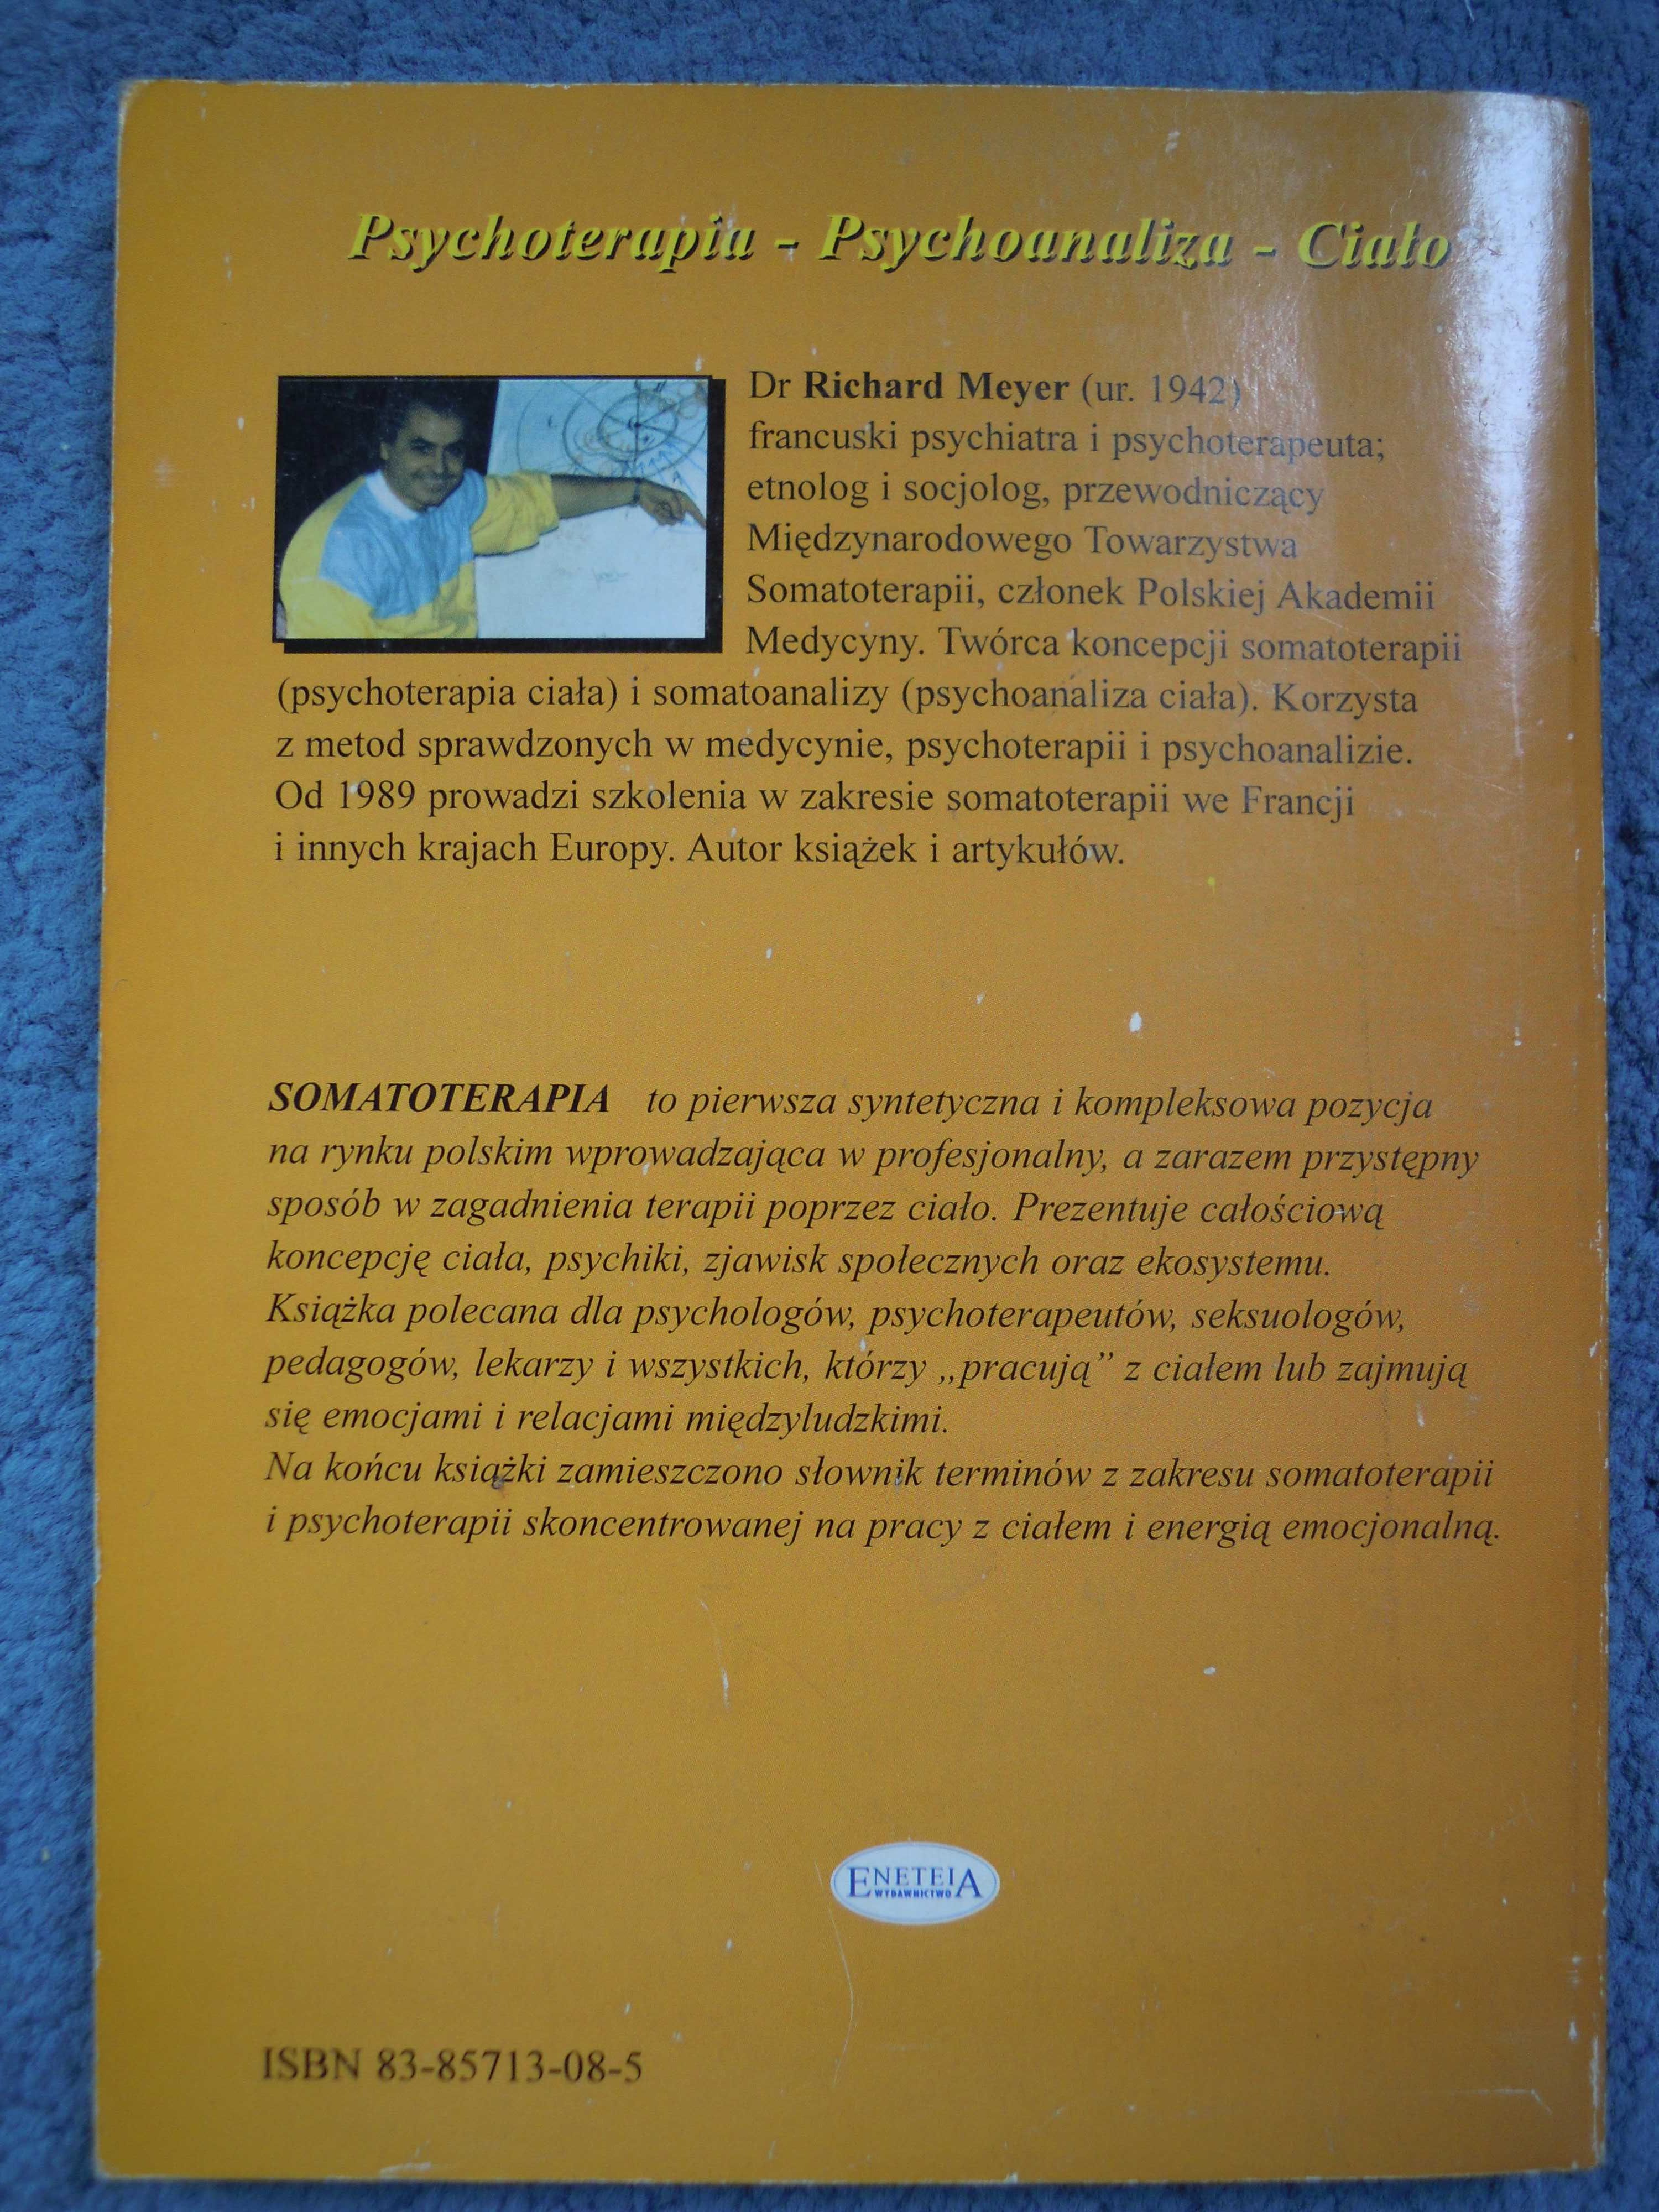 Psychoterapia - Psychoanaliza - Ciało
Dr Richard Meyer (ur. 1942)
francuski psychiatra i psychoterapeuta;
etnolog i socjolog, przewodniczący
Międzynarodowego Towarzystwa
Somatoterapii, członek Polskiej Akademii
Medycyny. Twórca koncepcji somatoterapii
(psychoterapia ciała) i somatoanalizy (psychoanaliza ciała). Korzysta
z metod sprawdzonych w medycynie, psychoterapii i psychoanalizie.
Od 1989 prowadzi szkolenia w zakresie somatoterapii we Francji
i innych krajach Europy. Autor książek i artykułów.
SOMATOTERAPIA to pierwsza syntetyczna i kompleksowa pozycja
na rynku polskim wprowadzająca w profesjonalny, a zarazem przystępny
sposób w zagadnienia terapii poprzez ciało. Prezentuje całościową
koncepcję ciała, psychiki, zjawisk społecznych oraz ekosystemu.
Książka polecana dla psychologów, psychoterapeutów, seksuologów,
pedagogów, lekarzy i wszystkich, którzy „pracują” z ciałem lub zajmują
się emocjami i relacjami międzyludzkimi.
Na końcu książki zamieszczono słownik terminów z zakresu somatoterapii
i psychoterapii skoncentrowanej na pracy z ciałem i energią emocjonalną.
ENETEIA
WYDAWNICTWO
ISBN 83-85713-08-5